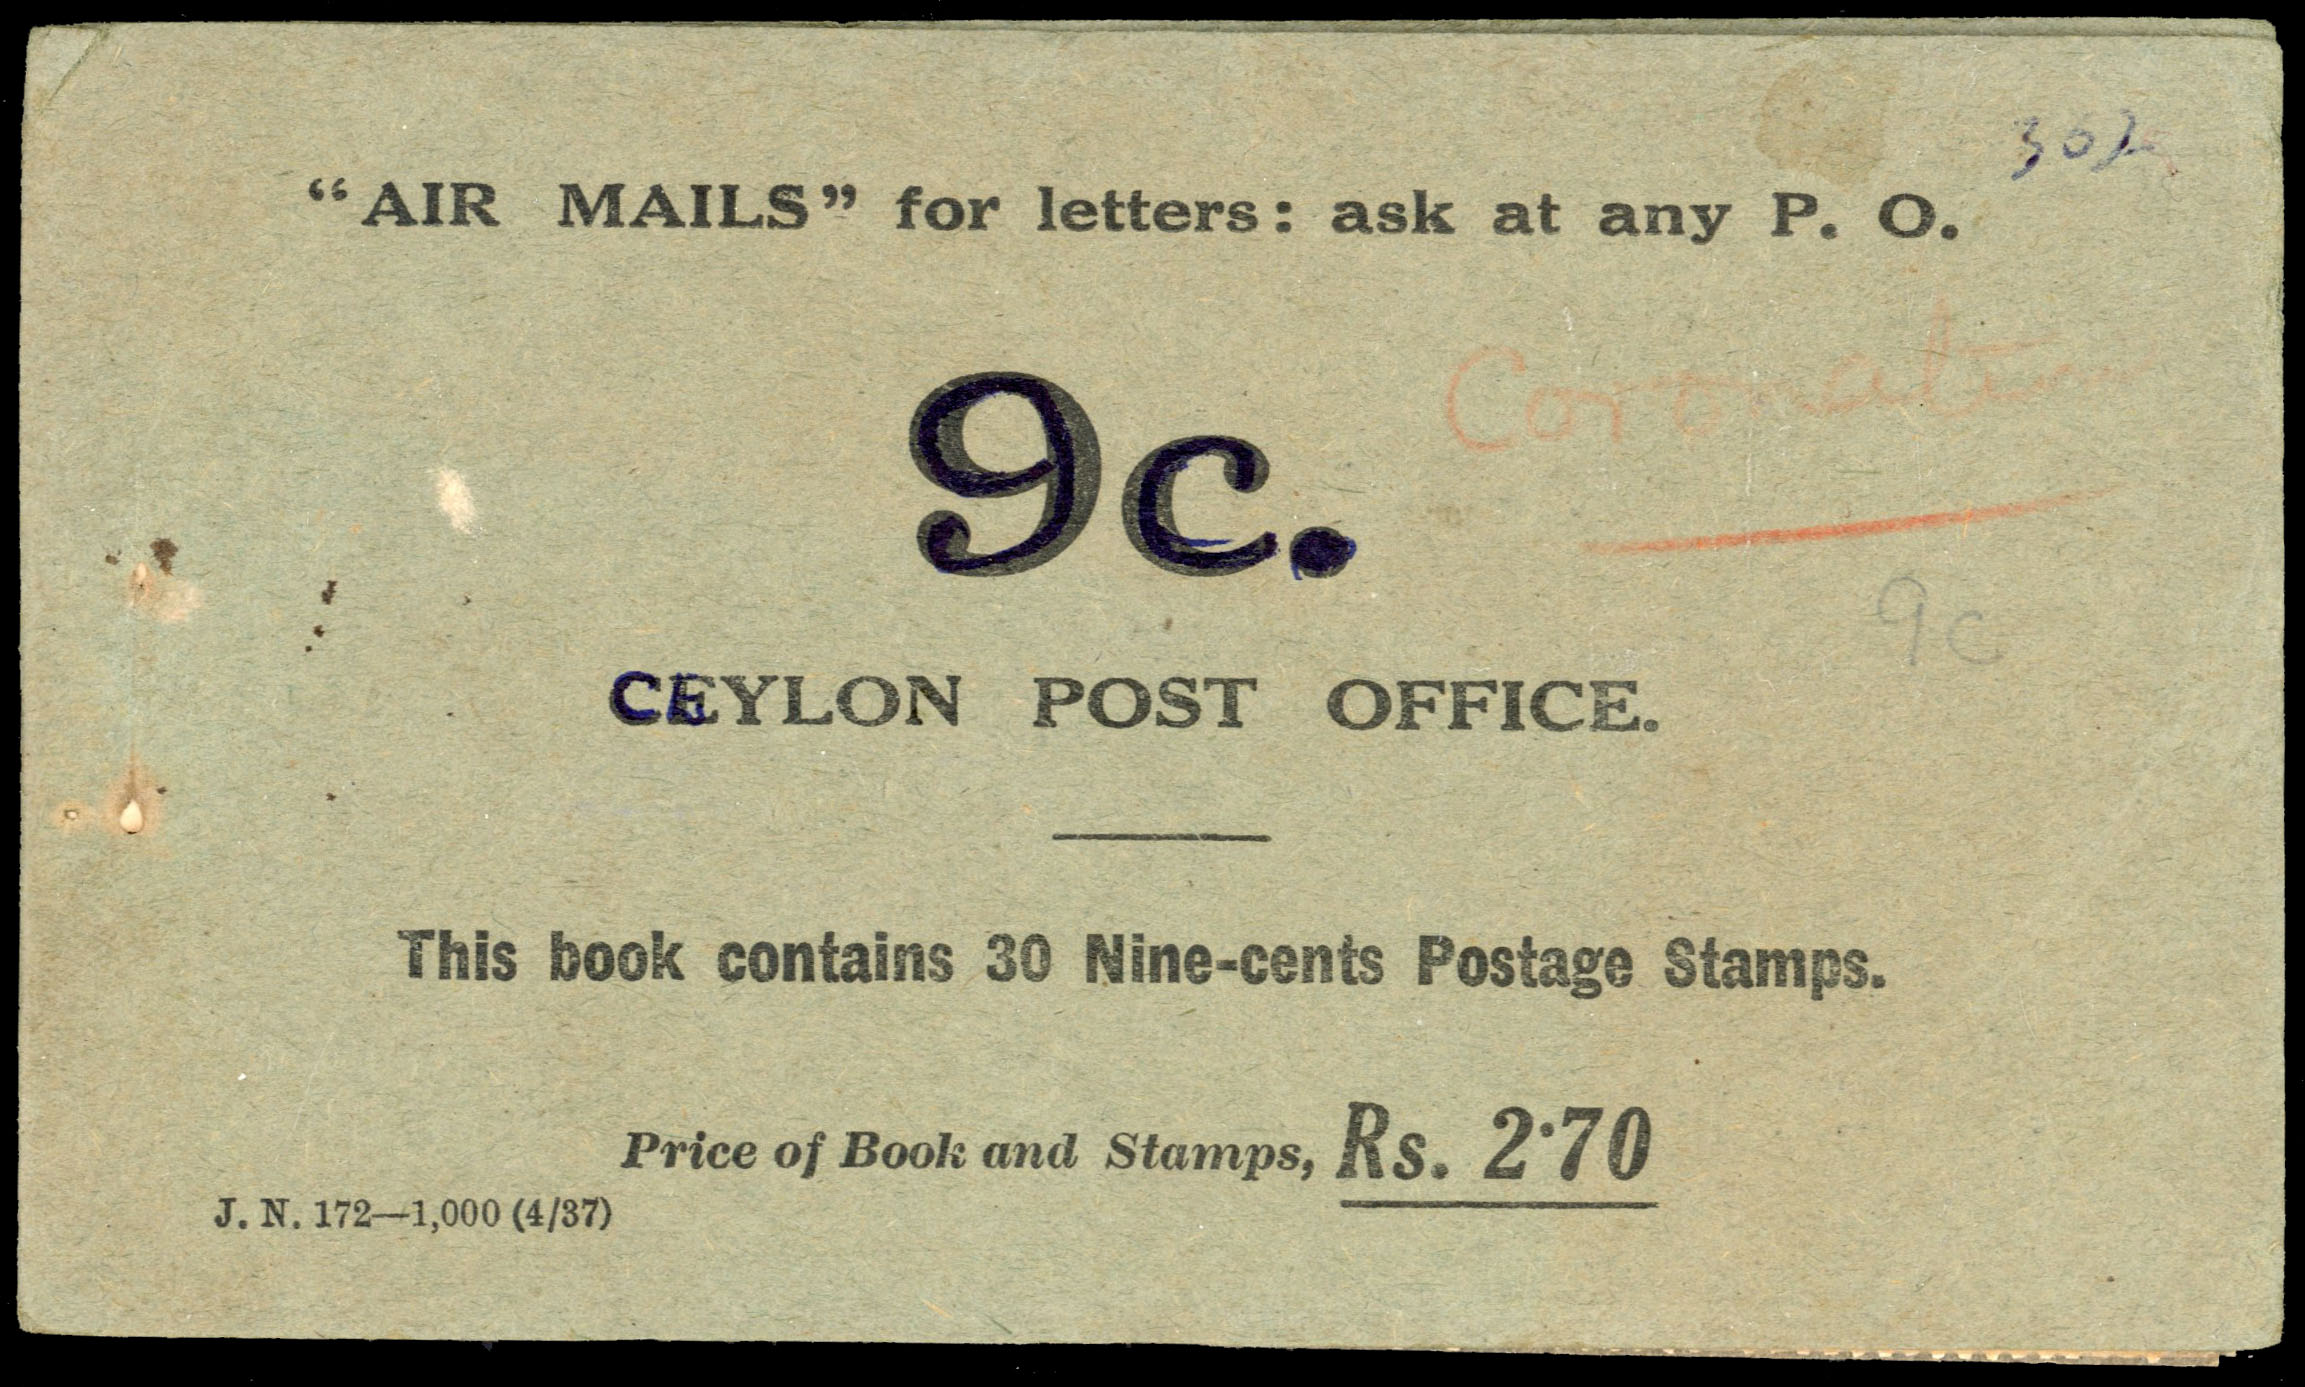 302
“AIR MAILS” for letters: ask at any P. O.
Coronation
9c.
9c
CEYLON POST OFFICE.
This book contains 30 Nine-cents Postage Stamps.
Price of Book and Stamps, Rs. 2·70
J. N. 172—1,000 (4/37)